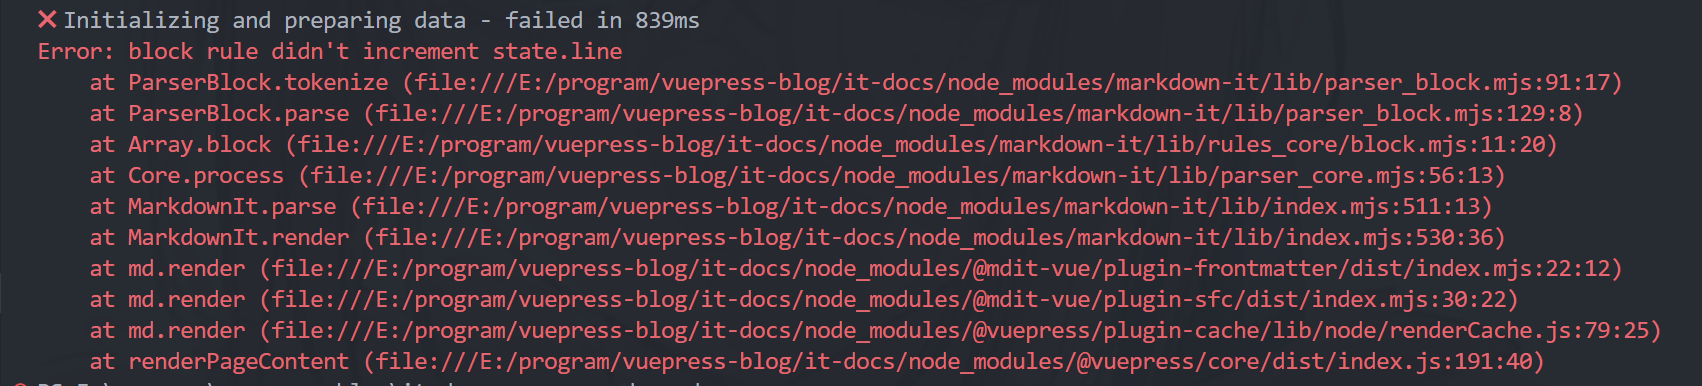 ❌ Initializing and preparing data - failed in 839ms
Error: block rule didn't increment state.line
at ParserBlock.tokenize (file:///E:/program/vuepress-blog/it-docs/node_modules/markdown-it/lib/parser_block.mjs:91:17)
at ParserBlock.parse (file:///E:/program/vuepress-blog/it-docs/node_modules/markdown-it/lib/parser_block.mjs:129:8)
at Array.block (file:///E:/program/vuepress-blog/it-docs/node_modules/markdown-it/lib/rules_core/block.mjs:11:20)
at Core.process (file:///E:/program/vuepress-blog/it-docs/node_modules/markdown-it/lib/parser_core.mjs:56:13)
at MarkdownIt.parse (file:///E:/program/vuepress-blog/it-docs/node_modules/markdown-it/lib/index.mjs:511:13)
at MarkdownIt.render (file:///E:/program/vuepress-blog/it-docs/node_modules/markdown-it/lib/index.mjs:530:36)
at md.render (file:///E:/program/vuepress-blog/it-docs/node_modules/@mdit-vue/plugin-frontmatter/dist/index.mjs:22:12)
at md.render (file:///E:/program/vuepress-blog/it-docs/node_modules/@mdit-vue/plugin-sfc/dist/index.mjs:30:22)
at md.render (file:///E:/program/vuepress-blog/it-docs/node_modules/@vuepress/plugin-cache/lib/node/renderCache.js:79:25)
at renderPageContent (file:///E:/program/vuepress-blog/it-docs/node_modules/@vuepress/core/dist/index.js:191:40)